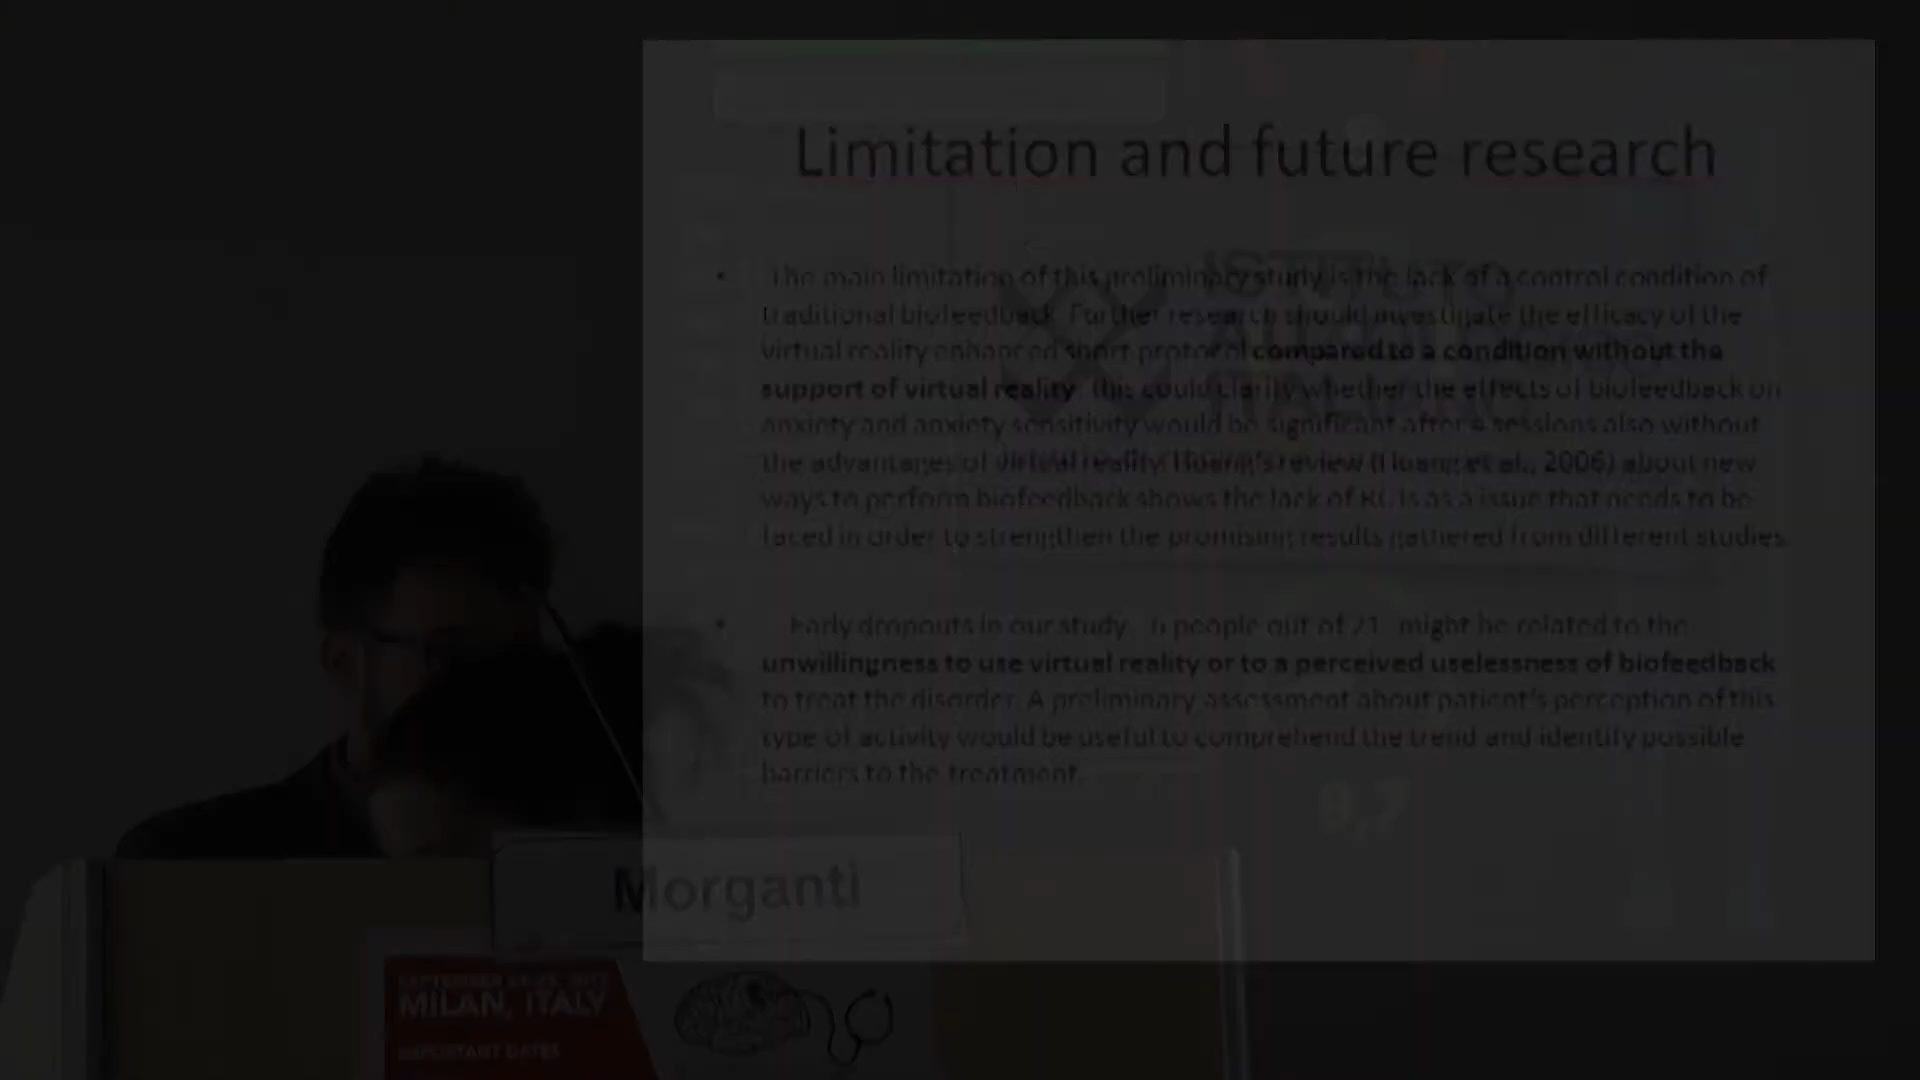 Limitation and future research
• The main limitation of this preliminary study is the lack of a control condition of
traditional biofeedback. Further research should investigate the efficacy of the
virtual reality enhanced short protocol compared to a condition without the
support of virtual reality. This could clarify whether the effects of biofeedback on
anxiety and anxiety sensitivity would be significant after 4 sessions also without
the advantages of virtual reality. Huang's review (Huang et al., 2006) about new
ways to perform biofeedback shows the lack of RCTs as a issue that needs to be
faced in order to strengthen the promising results gathered from different studies.
• Early dropouts in our study - 6 people out of 21 - might be related to the
unwillingness to use virtual reality or to a perceived uselessness of biofeedback
to treat the disorder. A preliminary assessment about patient's perception of this
type of activity would be useful to comprehend the trend and identify possible
barriers to the treatment.
ISTITUTO
ITALIANO
9,7
Morganti
SEPTEMBER
MILAN, ITALY
IMPORTANT DATES